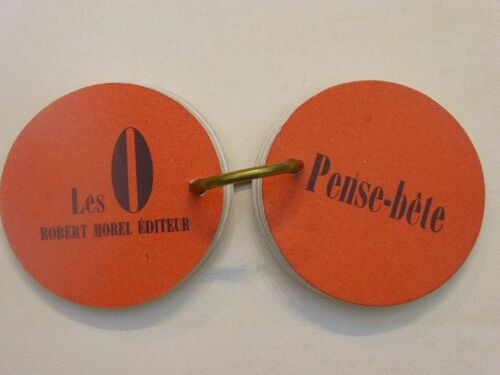 Les O
ROBERT MOREL ÉDITEUR
Pense-bête